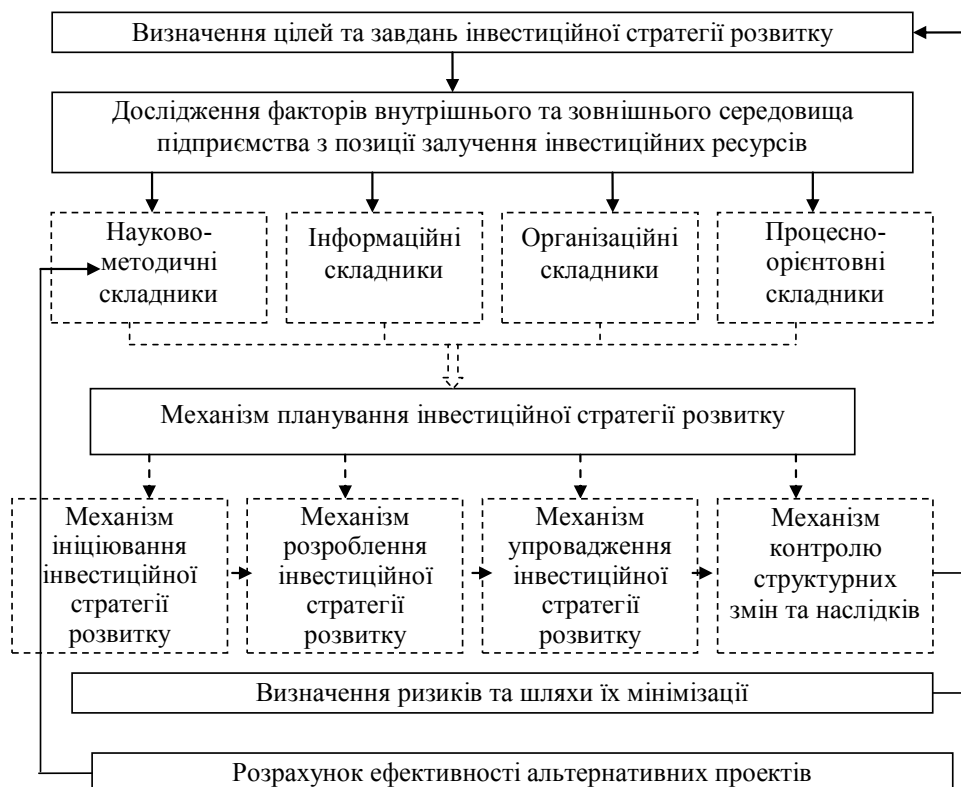 Визначення цілей та завдань інвестиційної стратегії розвитку
Дослідження факторів внутрішнього та зовнішнього середовища
підприємства з позиції залучення інвестиційних ресурсів
Науково-
методичні
складники
Інформаційні
складники
Організаційні
складники
Процесно-
орієнтовні
складники
Механізм планування інвестиційної стратегії розвитку
Механізм
ініціювання
інвестиційної
стратегії
розвитку
Механізм
розроблення
інвестиційної
стратегії
розвитку
Механізм
упровадження
інвестиційної
стратегії
розвитку
Механізм
контролю
структурних
змін та наслідків
Визначення ризиків та шляхи їх мінімізації
Розрахунок ефективності альтернативних проектів